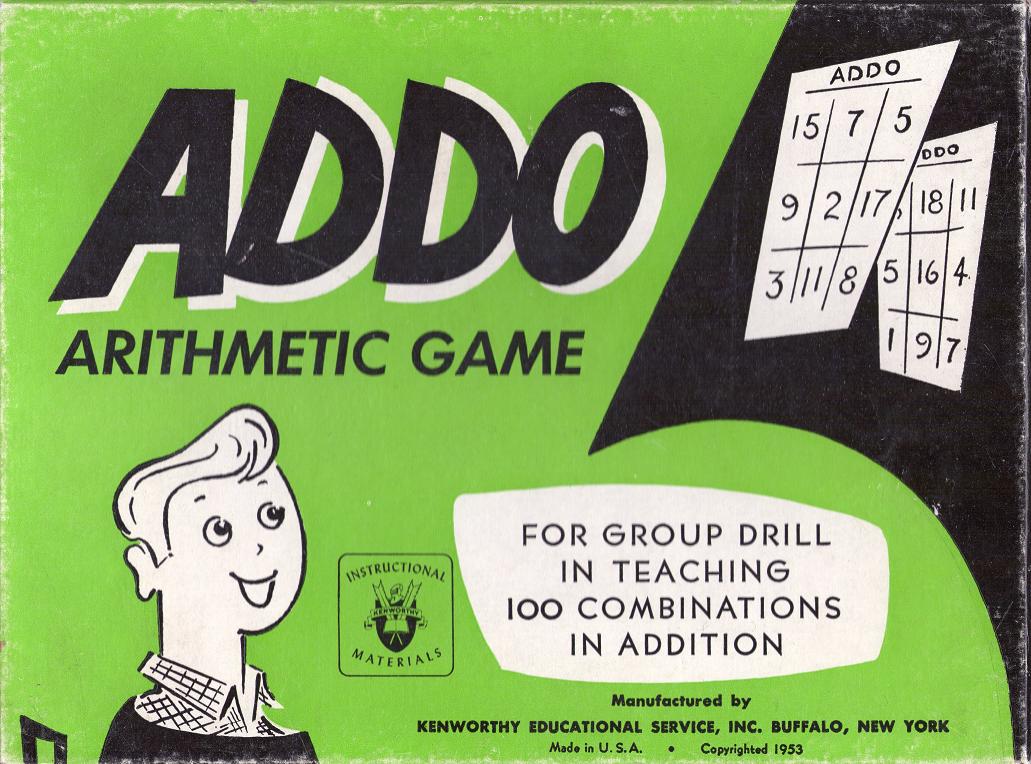 ADDO
ARITHMETIC GAME
ADDO
15 7 5
9 2 17
3 11 8
DDO
18 11
5 16 4
1 9 7
FOR GROUP DRILL
IN TEACHING
100 COMBINATIONS
IN ADDITION
INSTRUCTIONAL
KENWORTHY
MATERIALS
Manufactured by
KENWORTHY EDUCATIONAL SERVICE, INC. BUFFALO, NEW YORK
Made in U.S.A. • Copyrighted 1953